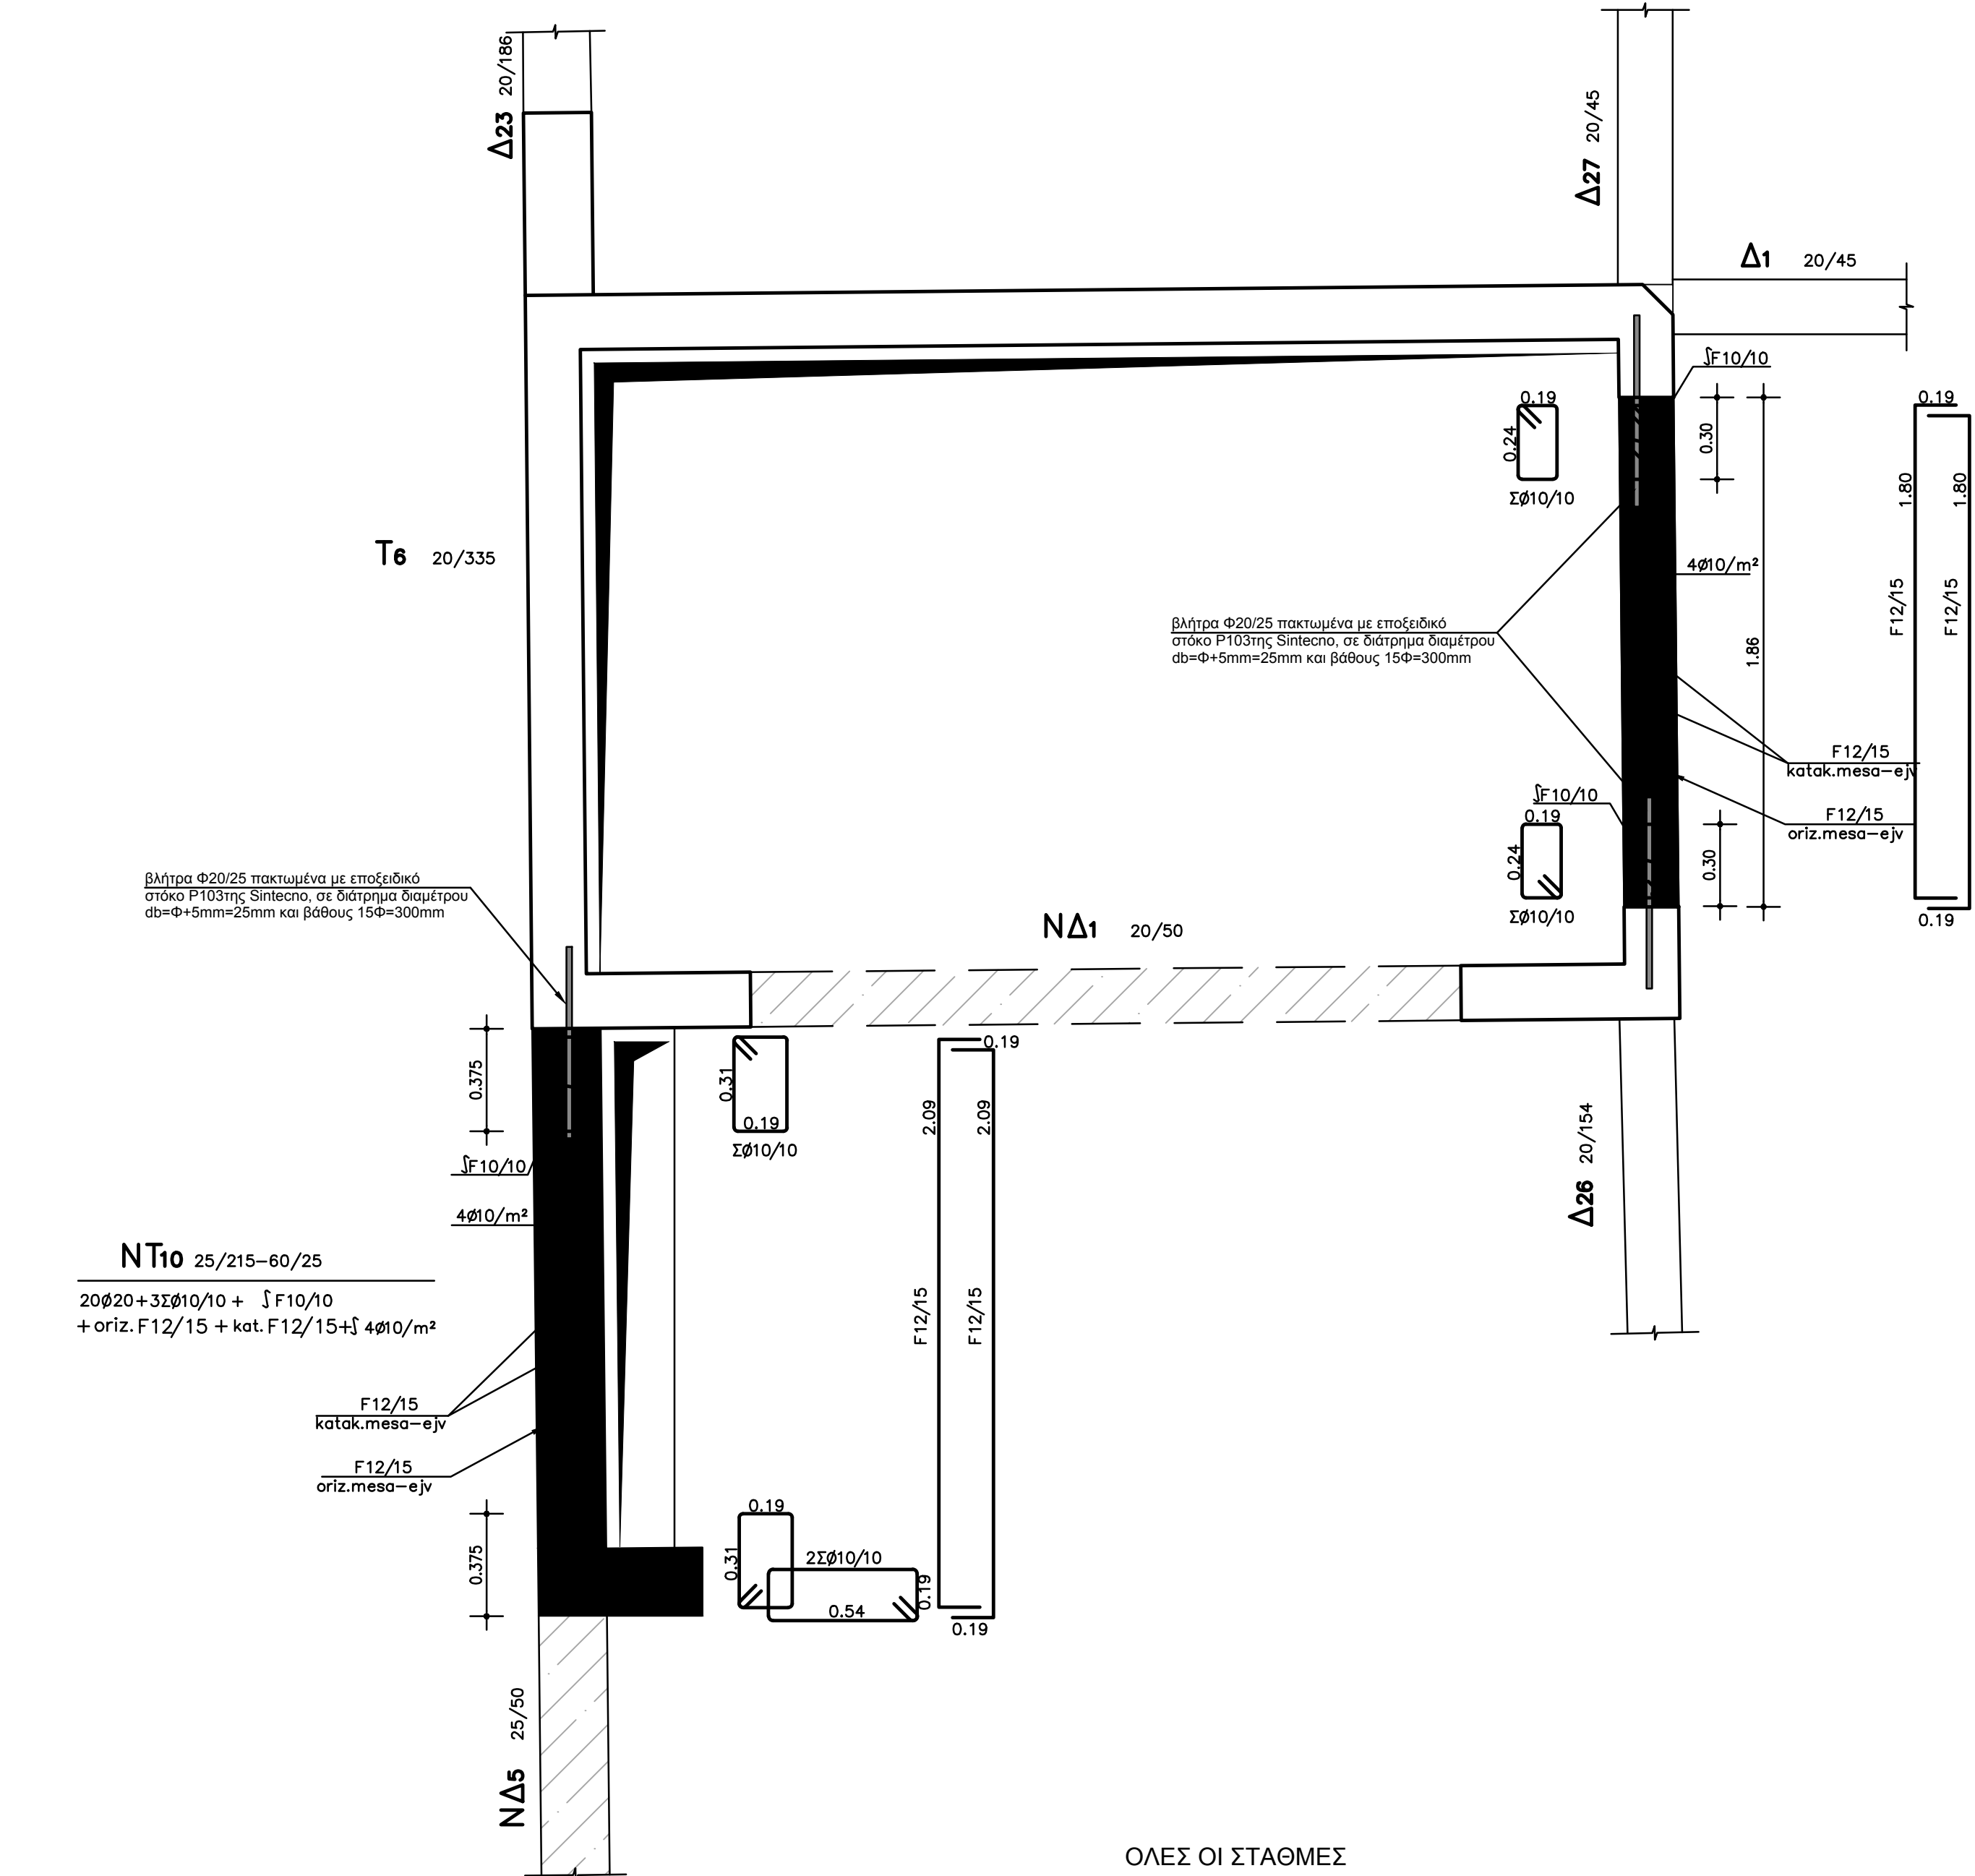 Δ23 20/186
Δ27 20/45
Δ1 20/45
∫F10/10
0.19
0.24
ΣØ10/10
0.30
0.19
1.80
1.80
F12/15
F12/15
0.19
T6 20/335
4Ø10/m²
1.86
βλήτρα Φ20/25 πακτωμένα με εποξειδικό
στόκο P103της Sintecno, σε διάτρημα διαμέτρου
db=Φ+5mm=25mm και βάθους 15Φ=300mm
F12/15
katak.mesa-ejv
∫F10/10
0.19
0.24
ΣØ10/10
0.30
F12/15
oriz.mesa-ejv
βλήτρα Φ20/25 πακτωμένα με εποξειδικό
στόκο P103της Sintecno, σε διάτρημα διαμέτρου
db=Φ+5mm=25mm και βάθους 15Φ=300mm
NΔ1 20/50
0.375
0.31
0.19
ΣØ10/10
0.19
2.09
2.09
F12/15
F12/15
0.19
Δ26 20/154
∫F10/10
4Ø10/m²
NT10 25/215-60/25
20Ø20+3ΣØ10/10 + ∫F10/10
+oriz. F12/15 + kat. F12/15+∫ 4Ø10/m²
F12/15
katak.mesa-ejv
F12/15
oriz.mesa-ejv
0.375
0.19
0.31
2ΣØ10/10
0.19
0.54
NΔ5 25/50
ΟΛΕΣ ΟΙ ΣΤΑΘΜΕΣ